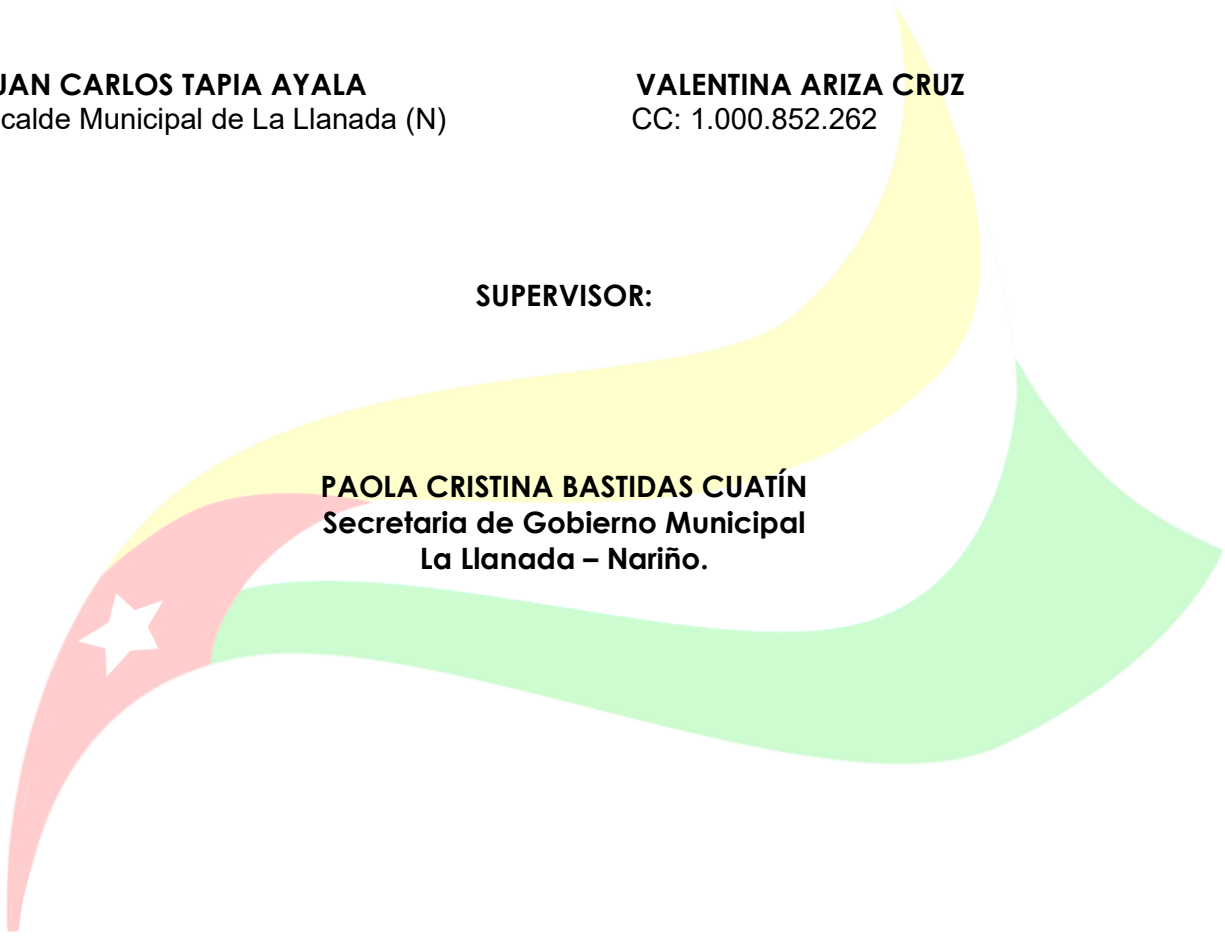 UAN CARLOS TAPIA AYALA VALENTINA ARIZA CRUZ
calde Municipal de La Llanada (N) CC: 1.000.852.262
SUPERVISOR:
PAOLA CRISTINA BASTIDAS CUATÍN
Secretaria de Gobierno Municipal
La Llanada – Nariño.